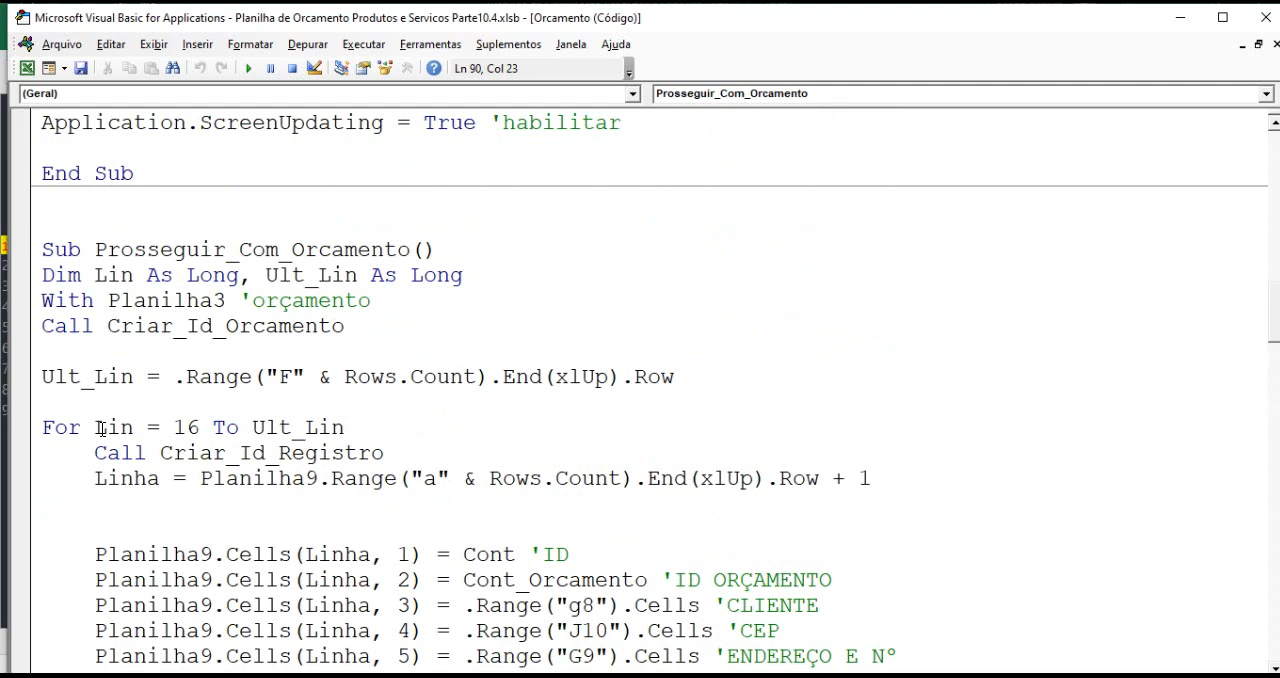 Microsoft Visual Basic for Applications - Planilha de Orcamento Produtos e Servicos Parte10.4.xlsb - [Orcamento (Código)]
Arquivo Editar Exibir Inserir Formatar Depurar Executar Ferramentas Suplementos Janela Ajuda
Ln 90, Col 23
(Geral) Prosseguir_Com_Orcamento
Application.ScreenUpdating = True 'habilitar
End Sub
Sub Prosseguir_Com_Orcamento()
Dim Lin As Long, Ult_Lin As Long
With Planilha3 'orçamento
Call Criar_Id_Orcamento
Ult_Lin = .Range("F" & Rows.Count).End(xlUp).Row
For Lin = 16 To Ult_Lin
Call Criar_Id_Registro
Linha = Planilha9.Range("a" & Rows.Count).End(xlUp).Row + 1
Planilha9.Cells(Linha, 1) = Cont 'ID
Planilha9.Cells(Linha, 2) = Cont_Orcamento 'ID ORÇAMENTO
Planilha9.Cells(Linha, 3) = .Range("g8").Cells 'CLIENTE
Planilha9.Cells(Linha, 4) = .Range("J10").Cells 'CEP
Planilha9.Cells(Linha, 5) = .Range("G9").Cells 'ENDEREÇO E Nº